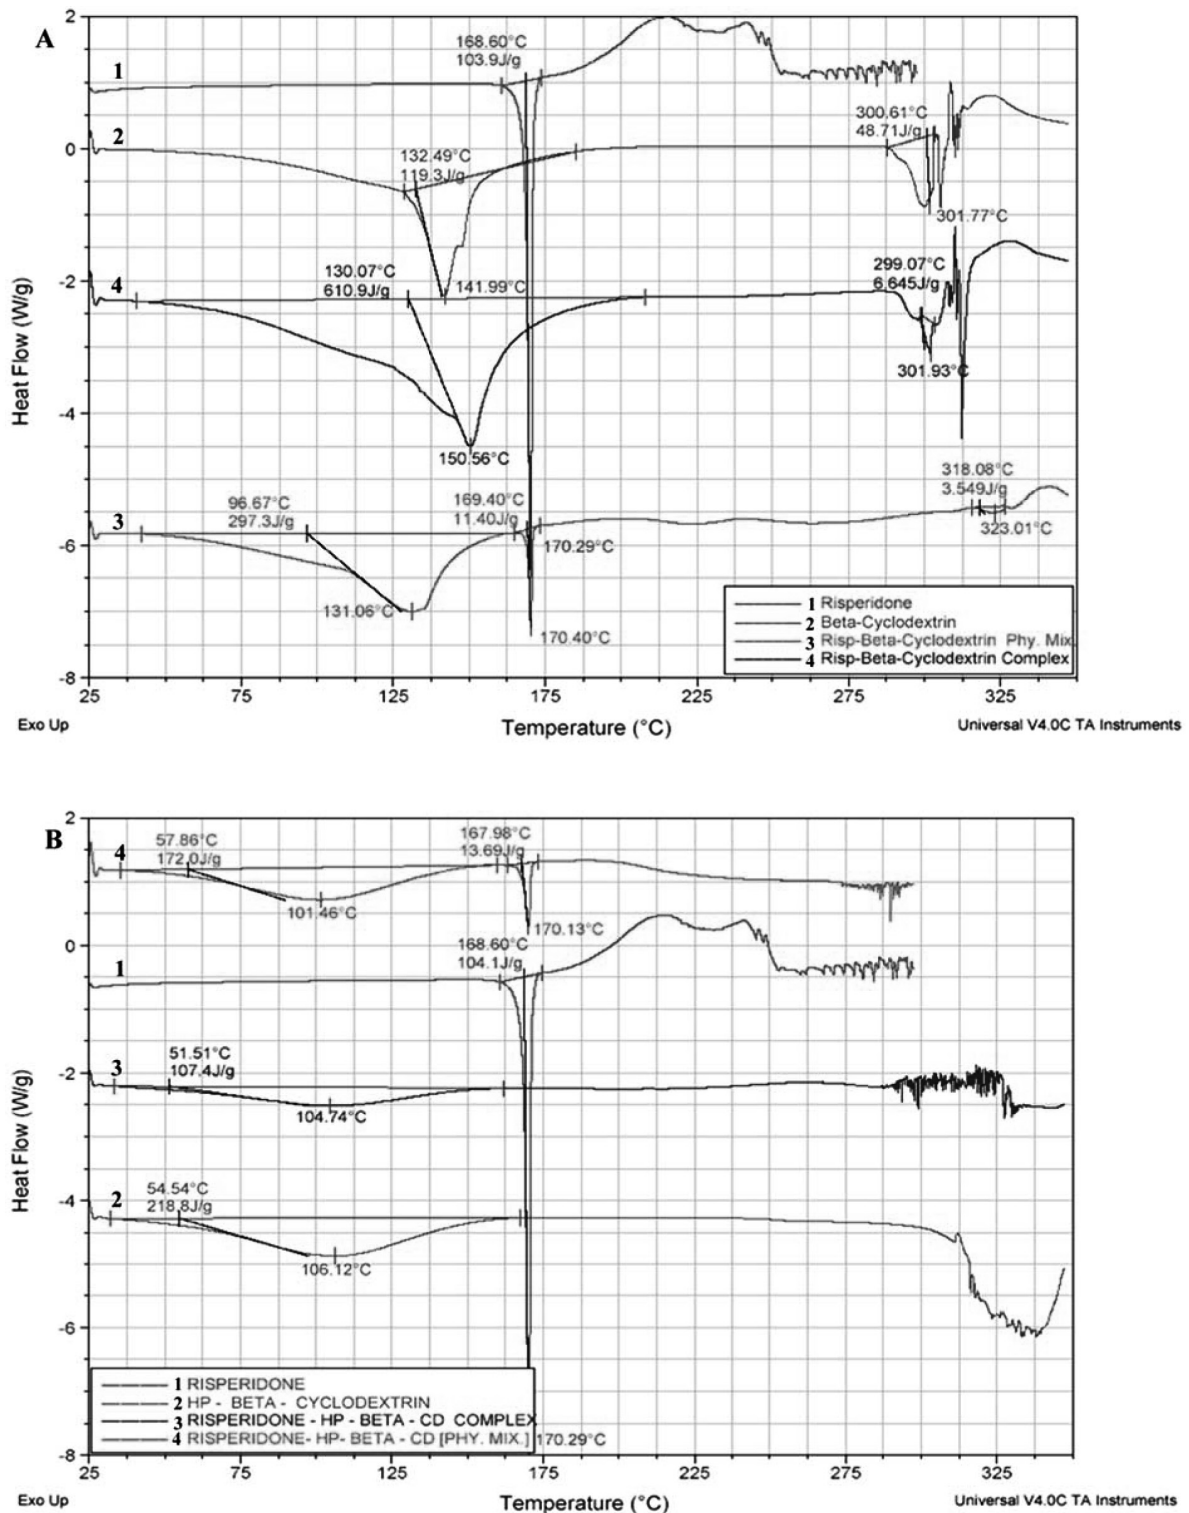 A
2
168.60°C
103.9J/g
1
2
300.61°C
48.71J/g
0
132.49°C
119.3J/g
301.77°C
-2
4
130.07°C
610.9J/g
141.99°C
299.07°C
6.645J/g
301.93°C
-4
150.56°C
318.08°C
3.549J/g
3
96.67°C
297.3J/g
169.40°C
11.40J/g
323.01°C
-6
170.29°C
131.06°C
170.40°C
1 Risperidone
2 Beta-Cyclodextrin
3 Risp-Beta-Cyclodextrin Phy. Mix.
4 Risp-Beta-Cyclodextrin Complex
-8
Heat Flow (W/g)
25 75 125 175 225 275 325
Exo Up
Temperature (°C)
Universal V4.0C TA Instruments
B
2
4
57.86°C
172.0J/g
167.98°C
13.69J/g
101.46°C
170.13°C
0
1
168.60°C
104.1J/g
-2
3
51.51°C
107.4J/g
104.74°C
-4
2
54.54°C
218.8J/g
106.12°C
-6
1 RISPERIDONE
2 HP - BETA - CYCLODEXTRIN
3 RISPERIDONE - HP - BETA - CD COMPLEX
4 RISPERIDONE- HP- BETA - CD [PHY. MIX.]
170.29°C
-8
Heat Flow (W/g)
25 75 125 175 225 275 325
Exo Up
Temperature (°C)
Universal V4.0C TA Instruments